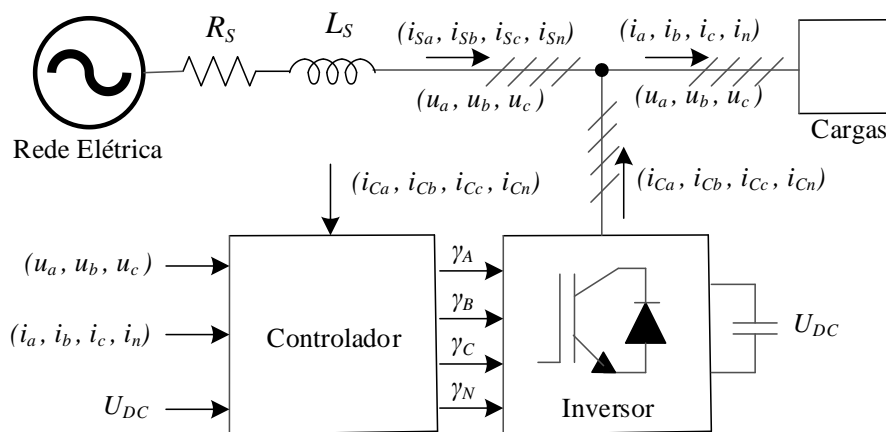 R_S
L_S
(i_Sa, i_Sb, i_Sc, i_Sn)
(i_a, i_b, i_c, i_n)
(u_a, u_b, u_c)
(u_a, u_b, u_c)
Rede Elétrica
Cargas
(i_Ca, i_Cb, i_Cc, i_Cn)
(i_Ca, i_Cb, i_Cc, i_Cn)
(u_a, u_b, u_c)
(i_a, i_b, i_c, i_n)
U_DC
Controlador
γ_A
γ_B
γ_C
γ_N
Inversor
U_DC